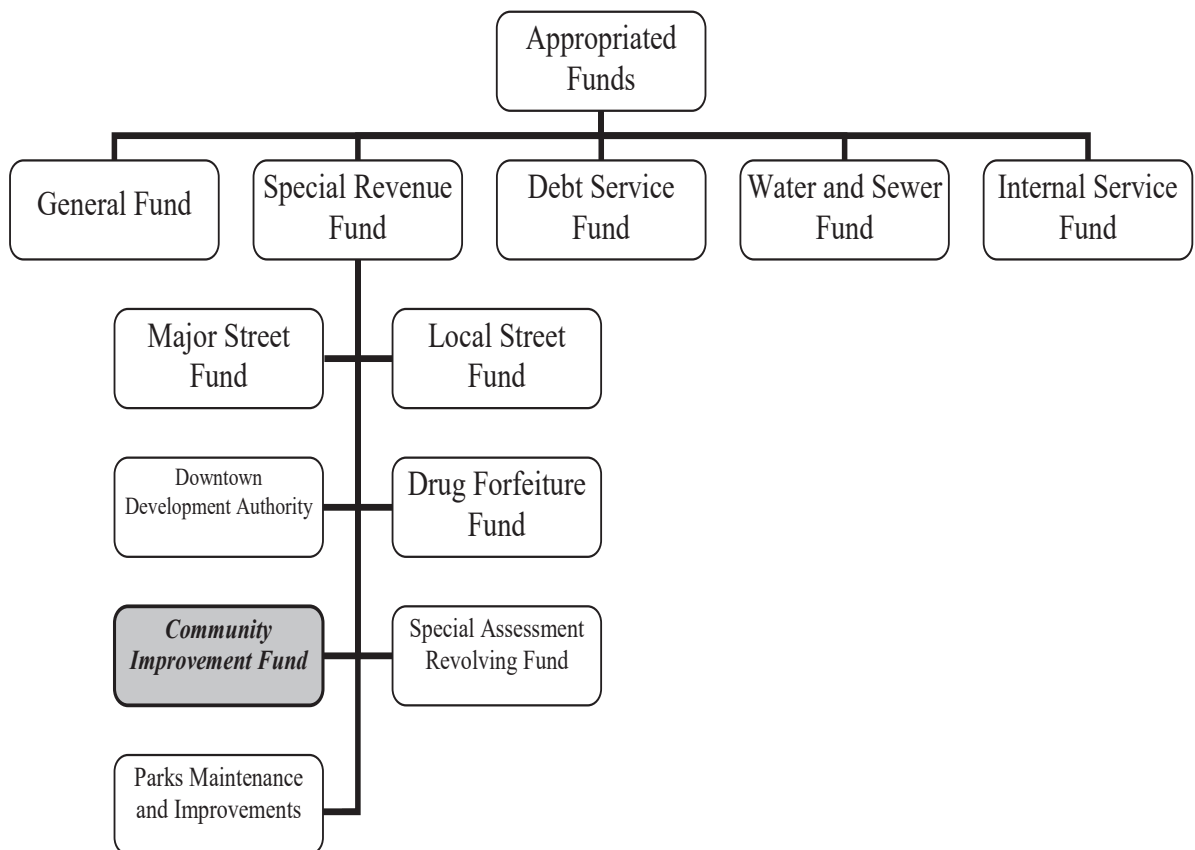 Appropriated
Funds
General Fund
Special Revenue
Fund
Debt Service
Fund
Water and Sewer
Fund
Internal Service
Fund
Major Street
Fund
Local Street
Fund
Downtown
Development Authority
Drug Forfeiture
Fund
Community
Improvement Fund
Special Assessment
Revolving Fund
Parks Maintenance
and Improvements